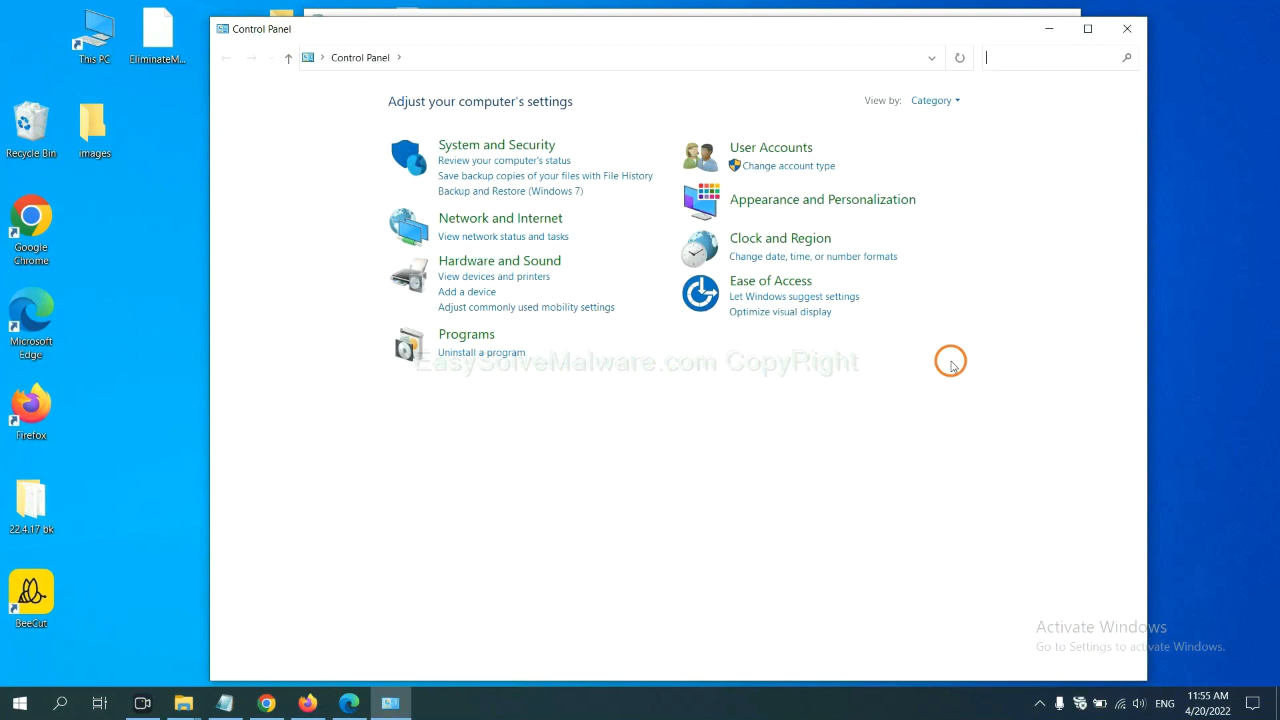 This PC
EliminateM...
Recycle Bin
images
Google
Chrome
Microsoft
Edge
Firefox
22.4.17 bk
BeeCut
Control Panel
Control Panel
Adjust your computer's settings
View by: Category
System and Security
Review your computer's status
Save backup copies of your files with File History
Backup and Restore (Windows 7)
Network and Internet
View network status and tasks
Hardware and Sound
View devices and printers
Add a device
Adjust commonly used mobility settings
Programs
Uninstall a program
User Accounts
Change account type
Appearance and Personalization
Clock and Region
Change date, time, or number formats
Ease of Access
Let Windows suggest settings
Optimize visual display
EasySolveMalware.com CopyRight
Activate Windows
Go to Settings to activate Windows.
ENG
11:55 AM
4/20/2022